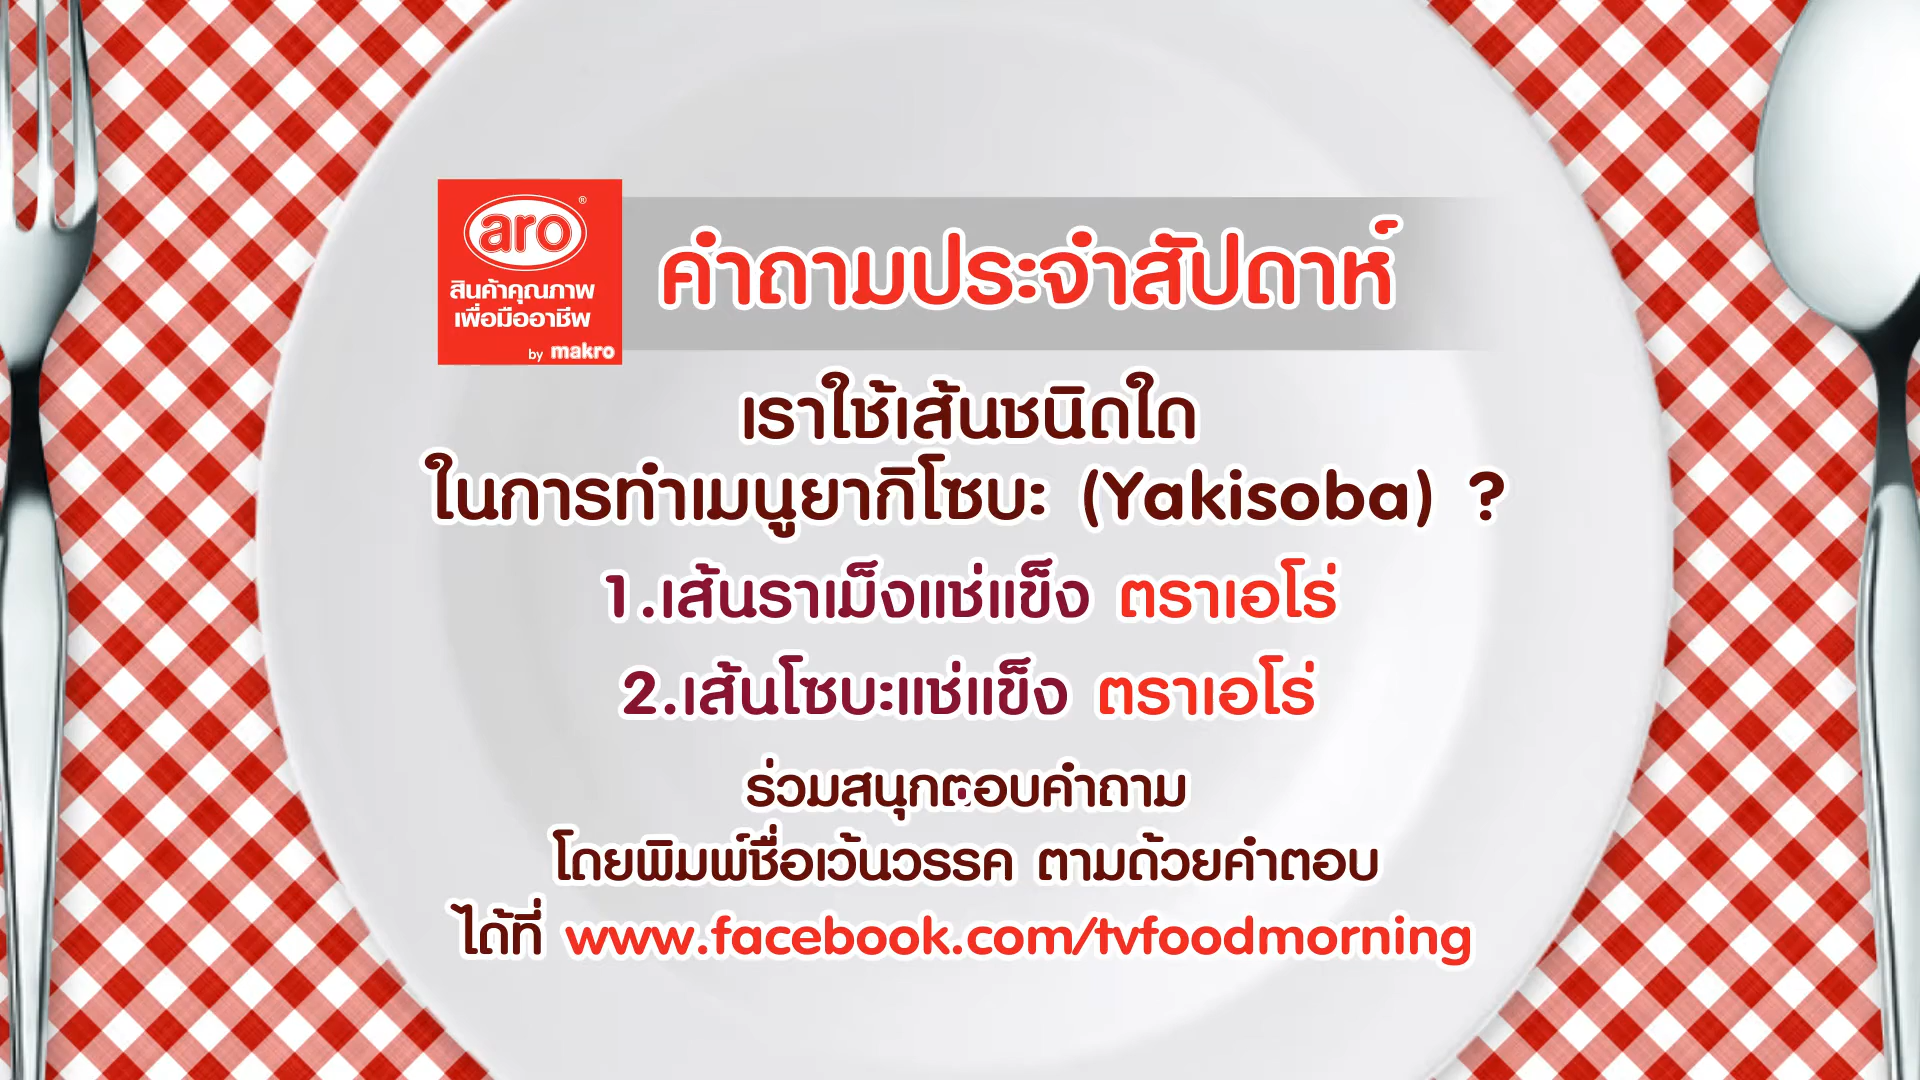 aro ®
สินค้าคุณภาพ
เพื่อมืออาชีพ
by makro
คำถามประจำสัปดาห์
เราใช้เส้นชนิดใด
ในการทำเมนูยากิโซบะ (Yakisoba) ?
1.เส้นราเม็งแช่แข็ง ตราเอโร่
2.เส้นโซบะแช่แข็ง ตราเอโร่
ร่วมสนุกตอบคำถาม
โดยพิมพ์ชื่อเว้นวรรค ตามด้วยคำตอบ
ได้ที่ www.facebook.com/tvfoodmorning